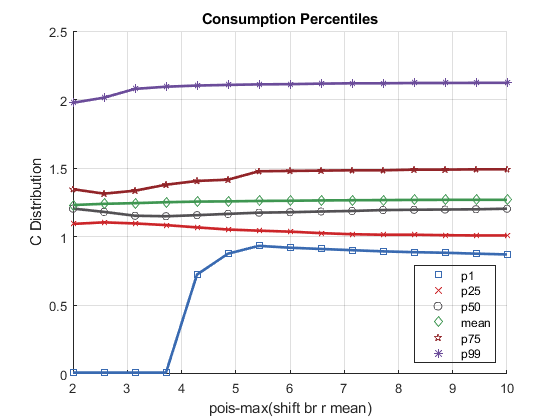 Consumption Percentiles
2.5
2
1.5
1
0.5
0
C Distribution
2 3 4 5 6 7 8 9 10
pois-max(shift br r mean)
p1
p25
p50
mean
p75
p99